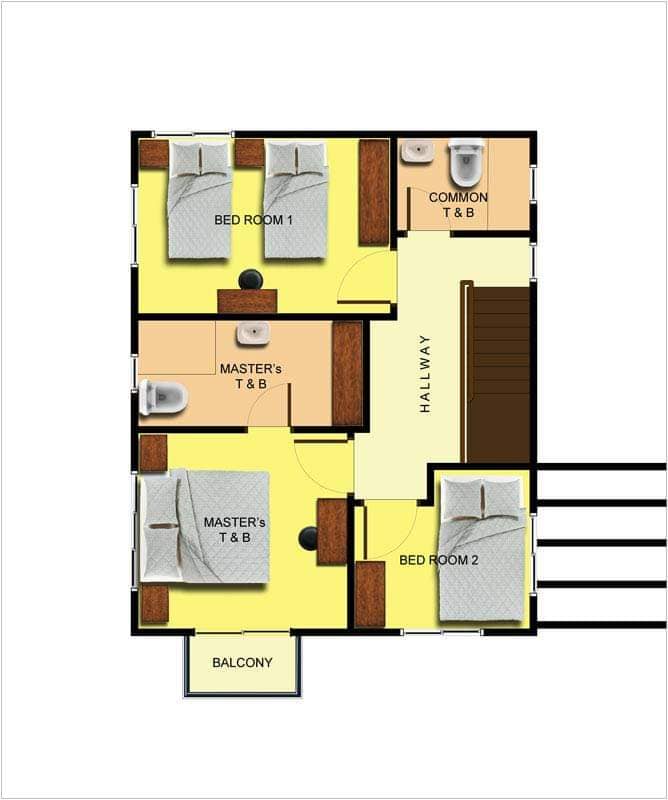 BED ROOM 1
COMMON
T & B
MASTER's
T & B
HALLWAY
MASTER's
T & B
BED ROOM 2
BALCONY